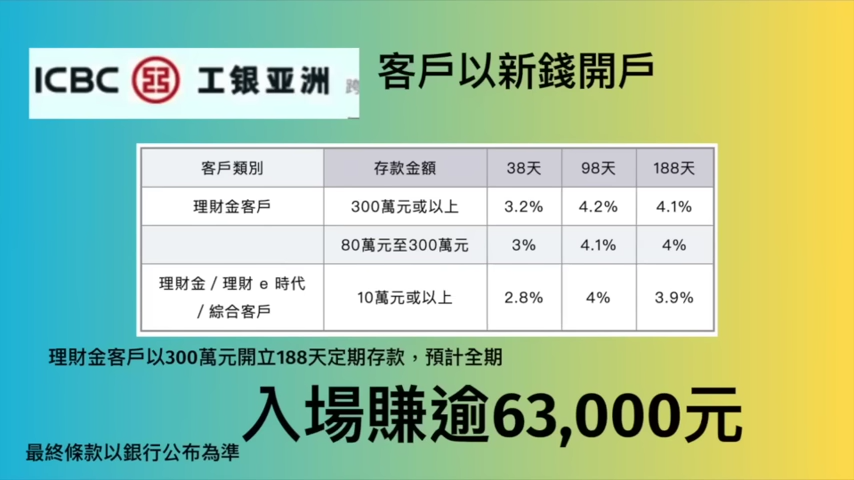 ICBC 工银亚洲
客戶以新錢開戶
客戶類別 存款金額 38天 98天 188天
理財金客戶 300萬元或以上 3.2% 4.2% 4.1%
80萬元至300萬元 3% 4.1% 4%
理財金 / 理財 e 時代
/ 綜合客戶 10萬元或以上 2.8% 4% 3.9%
理財金客戶以300萬元開立188天定期存款，預計全期
入場賺逾63,000元
最終條款以銀行公布為準